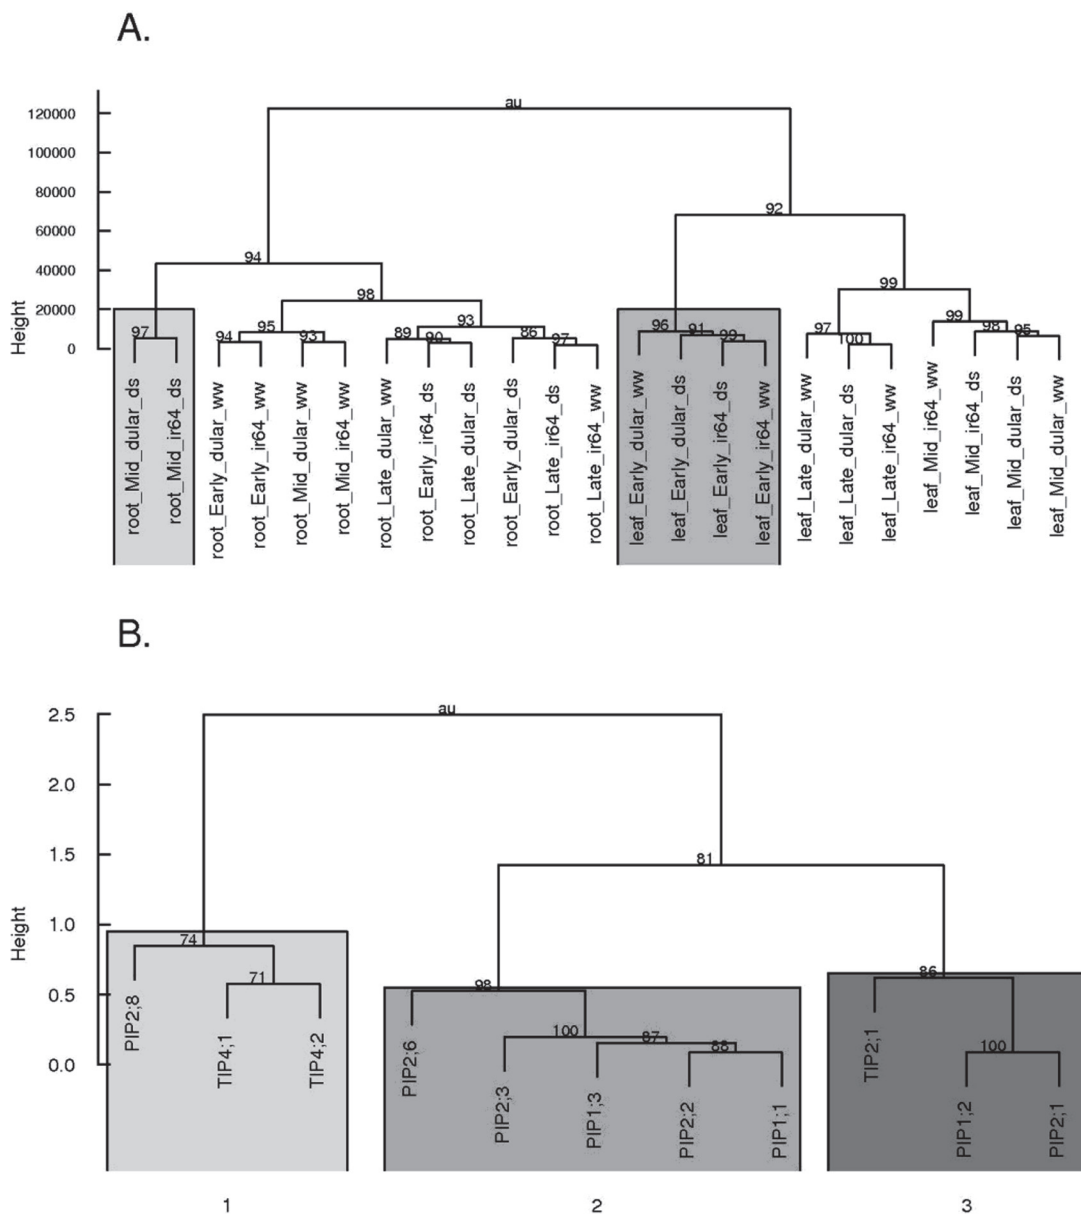 A.
au
120000
100000
80000
60000
40000
20000
0
Height
92
94
99
98
97
95
94
93
93
89
90
86
97
96
91
99
97
100
99
98
95
root_Mid_dular_ds
root_Mid_ir64_ds
root_Early_dular_ww
root_Early_ir64_ww
root_Mid_dular_ww
root_Mid_ir64_ww
root_Late_dular_ww
root_Early_ir64_ds
root_Late_dular_ds
root_Early_dular_ds
root_Late_ir64_ds
root_Late_ir64_ww
leaf_Early_dular_ww
leaf_Early_dular_ds
leaf_Early_ir64_ds
leaf_Early_ir64_ww
leaf_Late_dular_ww
leaf_Late_dular_ds
leaf_Late_ir64_ww
leaf_Mid_ir64_ww
leaf_Mid_ir64_ds
leaf_Mid_dular_ds
leaf_Mid_dular_ww
B.
au
2.5
2.0
1.5
1.0
0.5
0.0
Height
81
74
71
98
100
87
88
86
100
PIP2;8
TIP4;1
TIP4;2
PIP2;6
PIP2;3
PIP1;3
PIP2;2
PIP1;1
TIP2;1
PIP1;2
PIP2;1
1 2 3